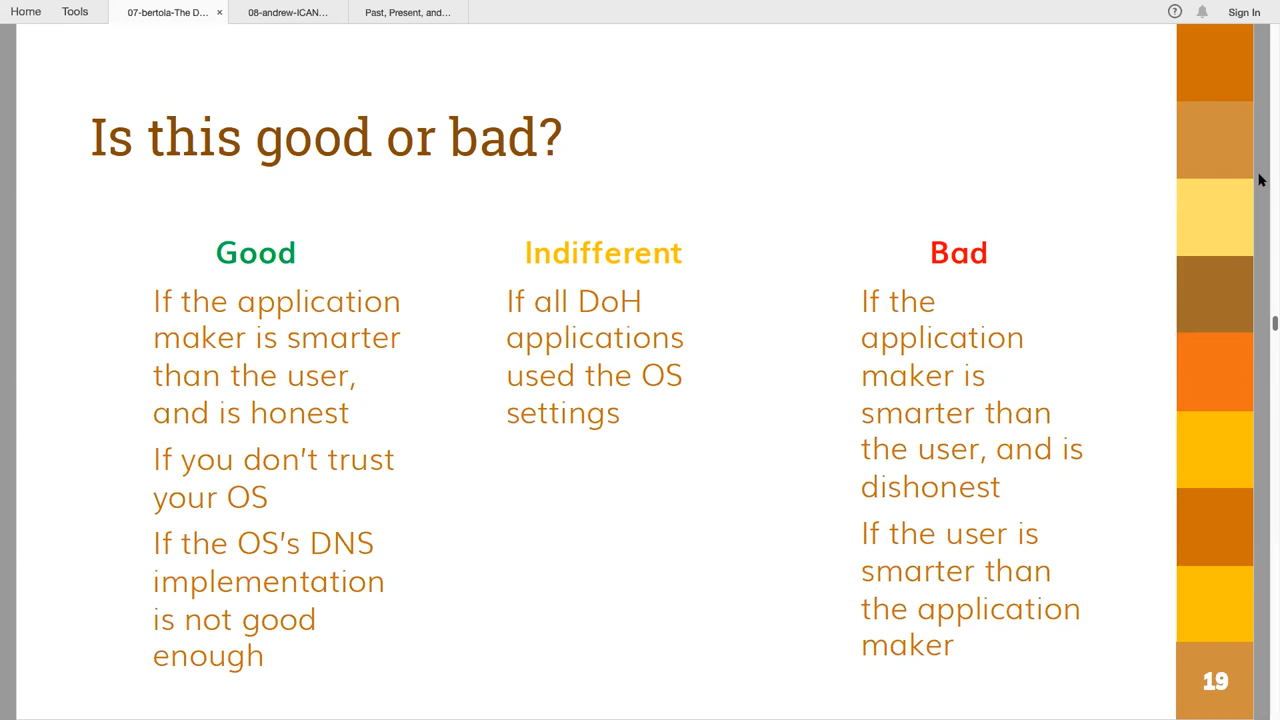 Home
Tools
07-bertola-The D... ×
08-andrew-ICAN...
Past, Present, and...
?
Sign In
Is this good or bad?
Good
If the application
maker is smarter
than the user,
and is honest
If you don't trust
your OS
If the OS's DNS
implementation
is not good
enough
Indifferent
If all DoH
applications
used the OS
settings
Bad
If the
application
maker is
smarter than
the user, and is
dishonest
If the user is
smarter than
the application
maker
19